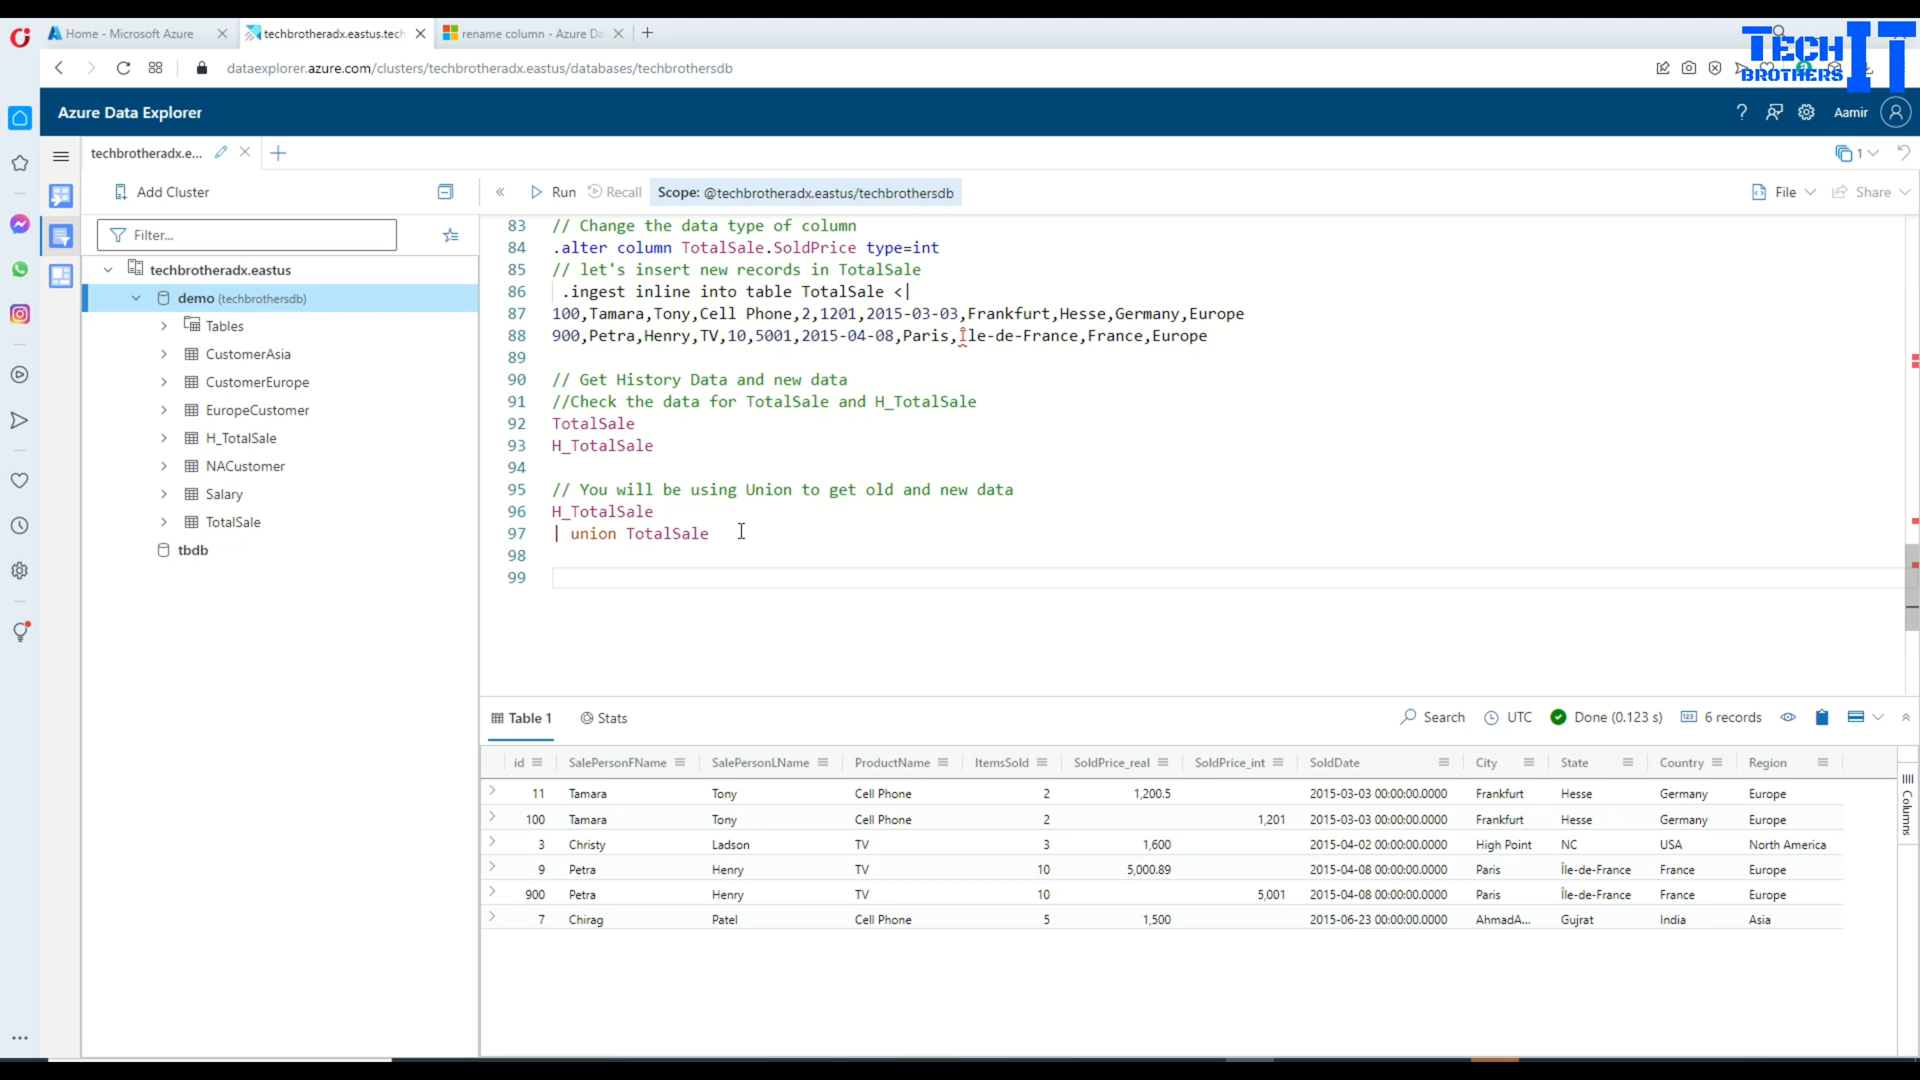 Home - Microsoft Azure
techbrotheradx.eastus.tech
rename column - Azure Da
TECH IT
BROTHERS
dataexplorer.azure.com/clusters/techbrotheradx.eastus/databases/techbrothersdb
Azure Data Explorer
Aamir
techbrotheradx.e...
1
Add Cluster
Run
Recall
Scope: @techbrotheradx.eastus/techbrothersdb
File
Share
Filter...
techbrotheradx.eastus
demo (techbrothersdb)
Tables
CustomerAsia
CustomerEurope
EuropeCustomer
H_TotalSale
NACustomer
Salary
TotalSale
tbdb
83 // Change the data type of column
84 .alter column TotalSale.SoldPrice type=int
85 // let's insert new records in TotalSale
86 .ingest inline into table TotalSale <|
87 100,Tamara,Tony,Cell Phone,2,1201,2015-03-03,Frankfurt,Hesse,Germany,Europe
88 900,Petra,Henry,TV,10,5001,2015-04-08,Paris,Île-de-France,France,Europe
89
90 // Get History Data and new data
91 //Check the data for TotalSale and H_TotalSale
92 TotalSale
93 H_TotalSale
94
95 // You will be using Union to get old and new data
96 H_TotalSale
97 | union TotalSale
98
99
Table 1
Stats
Search
UTC
Done (0.123 s)
6 records
id SalePersonFName SalePersonLName ProductName ItemsSold SoldPrice_real SoldPrice_int SoldDate City State Country Region
11 Tamara Tony Cell Phone 2 1,200.5 2015-03-03 00:00:00.0000 Frankfurt Hesse Germany Europe
100 Tamara Tony Cell Phone 2 1,201 2015-03-03 00:00:00.0000 Frankfurt Hesse Germany Europe
3 Christy Ladson TV 3 1,600 2015-04-02 00:00:00.0000 High Point NC USA North America
9 Petra Henry TV 10 5,000.89 2015-04-08 00:00:00.0000 Paris Île-de-France France Europe
900 Petra Henry TV 10 5,001 2015-04-08 00:00:00.0000 Paris Île-de-France France Europe
7 Chirag Patel Cell Phone 5 1,500 2015-06-23 00:00:00.0000 AhmadA... Gujrat India Asia
Columns